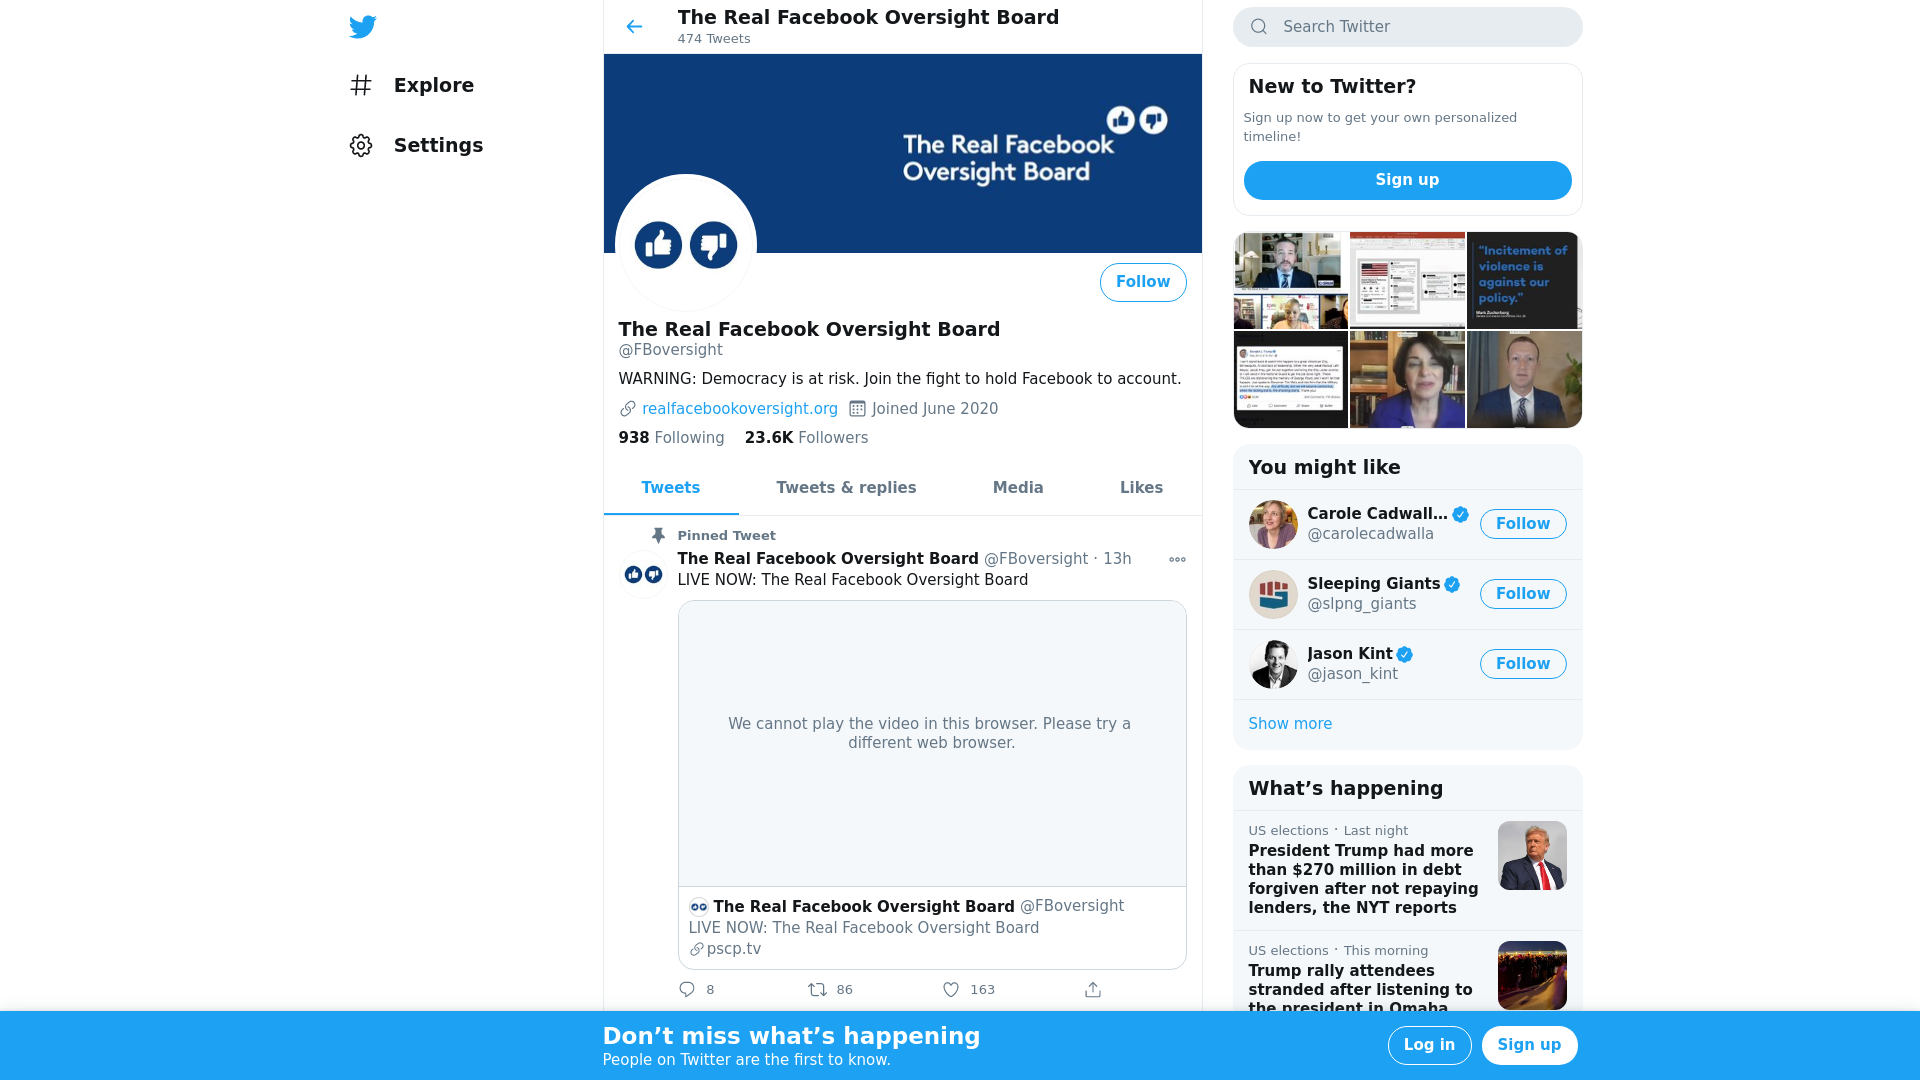 Explore
Settings
The Real Facebook Oversight Board
474 Tweets
The Real Facebook
Oversight Board
Follow
The Real Facebook Oversight Board
@FBoversight
WARNING: Democracy is at risk. Join the fight to hold Facebook to account.
realfacebookoversight.org Joined June 2020
938 Following 23.6K Followers
Tweets Tweets & replies Media Likes
Pinned Tweet
The Real Facebook Oversight Board @FBoversight · 13h
LIVE NOW: The Real Facebook Oversight Board
We cannot play the video in this browser. Please try a
different web browser.
The Real Facebook Oversight Board @FBoversight
LIVE NOW: The Real Facebook Oversight Board
pscp.tv
8 86 163
Search Twitter
New to Twitter?
Sign up now to get your own personalized
timeline!
Sign up
“Incitement of
violence is
against our
policy.”
Mark Zuckerberg
You might like
Carole Cadwall…
@carolecadwalla
Follow
Sleeping Giants
@slpng_giants
Follow
Jason Kint
@jason_kint
Follow
Show more
What’s happening
US elections · Last night
President Trump had more
than $270 million in debt
forgiven after not repaying
lenders, the NYT reports
US elections · This morning
Trump rally attendees
stranded after listening to
the president in Omaha
Don’t miss what’s happening
People on Twitter are the first to know.
Log in
Sign up